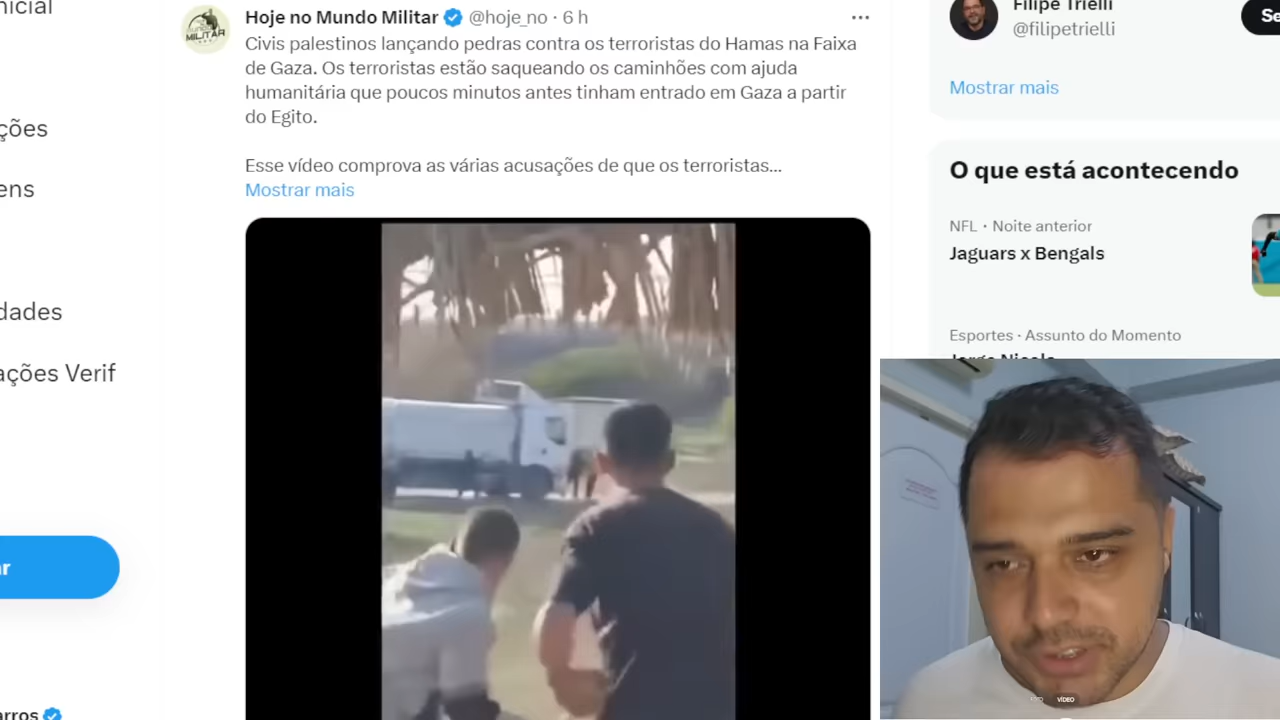 nicial
ções
ens
dades
ações Verif
ar
arros
MILITAR
Hoje no Mundo Militar @hoje_no · 6 h
Civis palestinos lançando pedras contra os terroristas do Hamas na Faixa
de Gaza. Os terroristas estão saqueando os caminhões com ajuda
humanitária que poucos minutos antes tinham entrado em Gaza a partir
do Egito.
Esse vídeo comprova as várias acusações de que os terroristas...
Mostrar mais
Filipe Trielli
@filipetrielli
Se
Mostrar mais
O que está acontecendo
NFL · Noite anterior
Jaguars x Bengals
Esportes · Assunto do Momento
VÍDEO